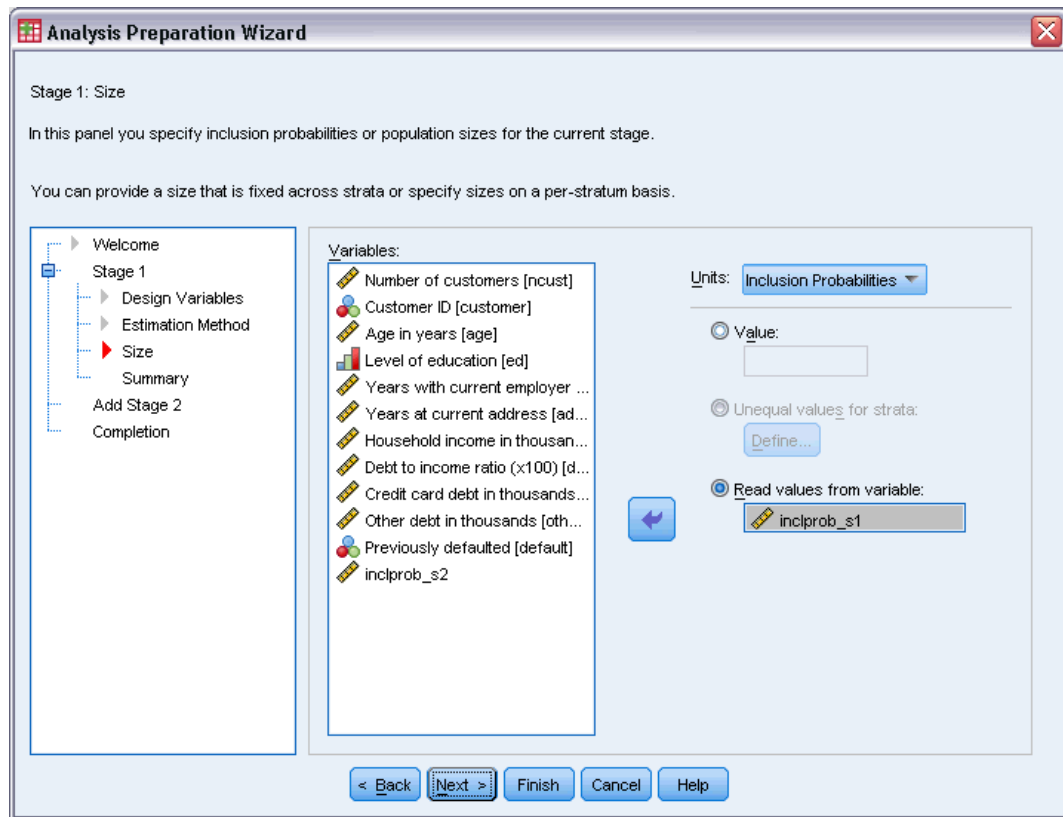 Analysis Preparation Wizard
Stage 1: Size
In this panel you specify inclusion probabilities or population sizes for the current stage.
You can provide a size that is fixed across strata or specify sizes on a per-stratum basis.
Welcome
Stage 1
Design Variables
Estimation Method
Size
Summary
Add Stage 2
Completion
Variables:
Number of customers [ncust]
Customer ID [customer]
Age in years [age]
Level of education [ed]
Years with current employer ...
Years at current address [ad...
Household income in thousan...
Debt to income ratio (x100) [d...
Credit card debt in thousands...
Other debt in thousands [oth...
Previously defaulted [default]
inclprob_s2
Units: Inclusion Probabilities
Value:
Unequal values for strata:
Define...
Read values from variable:
inclprob_s1
< Back Next > Finish Cancel Help